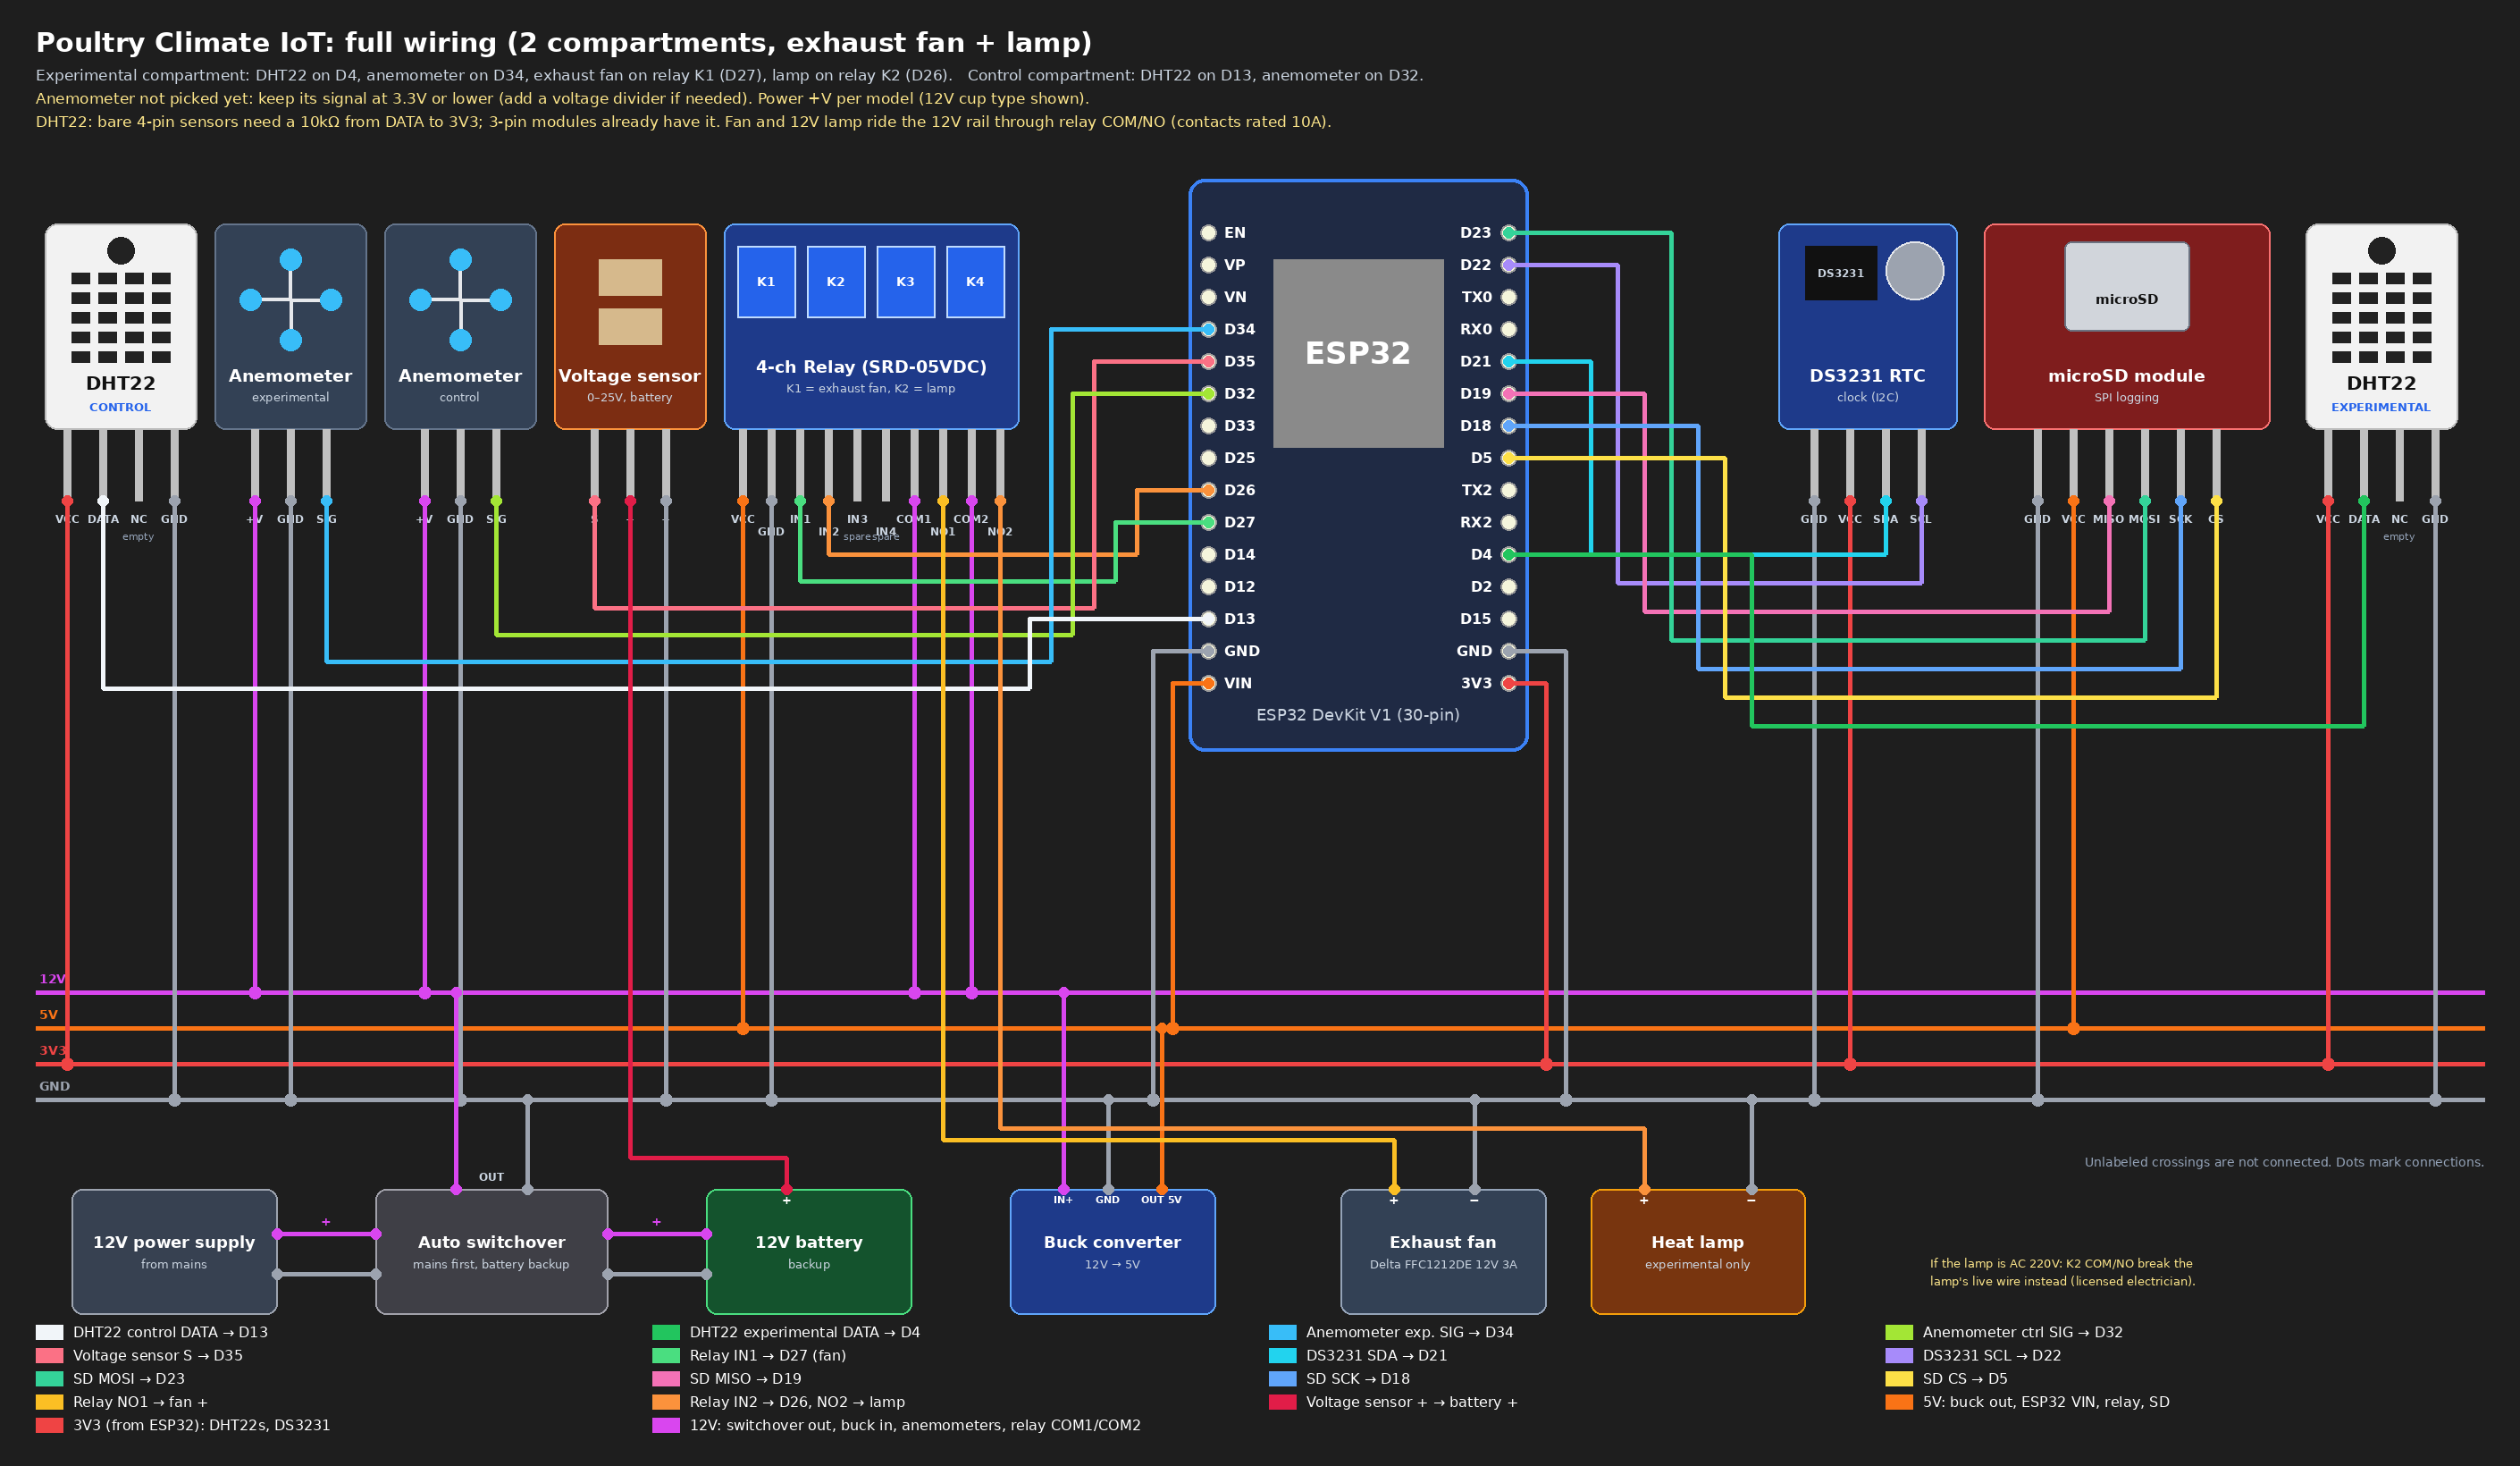 Poultry Climate IoT: full wiring (2 compartments, exhaust fan + lamp)
Experimental compartment: DHT22 on D4, anemometer on D34, exhaust fan on relay K1 (D27), lamp on relay K2 (D26).   Control compartment: DHT22 on D13, anemometer on D32.
Anemometer not picked yet: keep its signal at 3.3V or lower (add a voltage divider if needed). Power +V per model (12V cup type shown).
DHT22: bare 4-pin sensors need a 10kΩ from DATA to 3V3; 3-pin modules already have it. Fan and 12V lamp ride the 12V rail through relay COM/NO (contacts rated 10A).
DHT22
CONTROL
VCC DATA NC GND
empty
Anemometer
experimental
+V GND SIG
Anemometer
control
+V GND SIG
Voltage sensor
0–25V, battery
S + -
K1 K2 K3 K4
4-ch Relay (SRD-05VDC)
K1 = exhaust fan, K2 = lamp
VCC IN1 IN3 COM1 COM2
GND IN2 IN4 NO1 NO2
spare spare
ESP32
EN
VP
VN
D34
D35
D32
D33
D25
D26
D27
D14
D12
D13
GND
VIN
D23
D22
TX0
RX0
D21
D19
D18
D5
TX2
RX2
D4
D2
D15
GND
3V3
ESP32 DevKit V1 (30-pin)
DS3231
DS3231 RTC
clock (I2C)
GND VCC SDA SCL
microSD
microSD module
SPI logging
GND VCC MISO MOSI SCK CS
DHT22
EXPERIMENTAL
VCC DATA NC GND
empty
12V
5V
3V3
GND
Unlabeled crossings are not connected. Dots mark connections.
12V power supply
from mains
+
OUT
Auto switchover
mains first, battery backup
+
+
12V battery
backup
IN+ GND OUT 5V
Buck converter
12V → 5V
+ −
Exhaust fan
Delta FFC1212DE 12V 3A
+ −
Heat lamp
experimental only
If the lamp is AC 220V: K2 COM/NO break the
lamp's live wire instead (licensed electrician).
DHT22 control DATA → D13
DHT22 experimental DATA → D4
Anemometer exp. SIG → D34
Anemometer ctrl SIG → D32
Voltage sensor S → D35
Relay IN1 → D27 (fan)
DS3231 SDA → D21
DS3231 SCL → D22
SD MOSI → D23
SD MISO → D19
SD SCK → D18
SD CS → D5
Relay NO1 → fan +
Relay IN2 → D26, NO2 → lamp
Voltage sensor + → battery +
5V: buck out, ESP32 VIN, relay, SD
3V3 (from ESP32): DHT22s, DS3231
12V: switchover out, buck in, anemometers, relay COM1/COM2